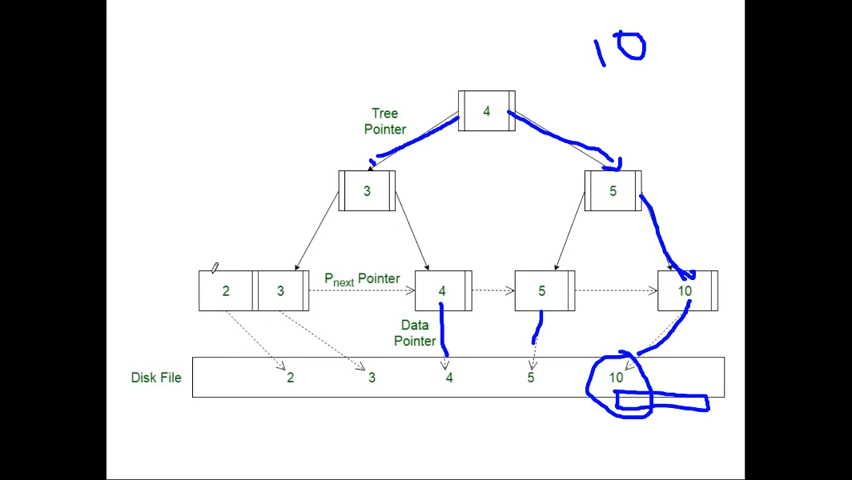 10
4
Tree
Pointer
3
5
2 3 P_next Pointer 4 5 10
Data
Pointer
Disk File 2 3 4 5 10